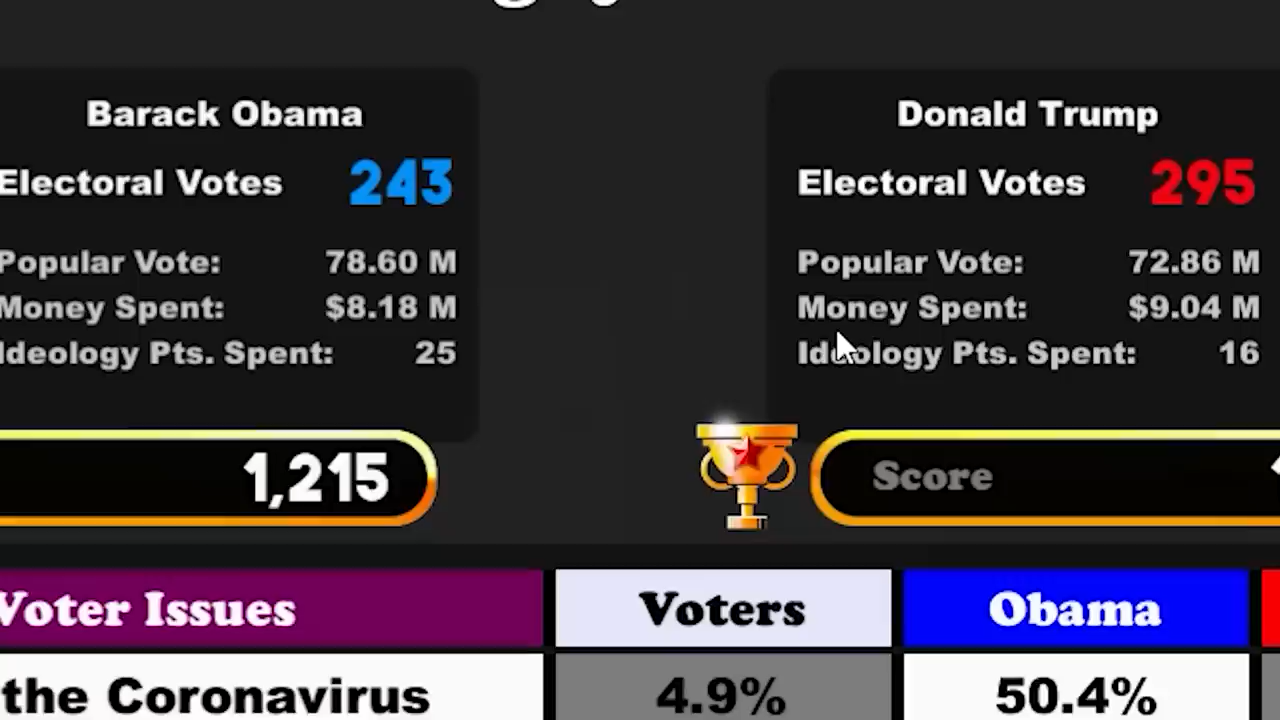 Barack Obama
Electoral Votes 243
Popular Vote: 78.60 M
Money Spent: $8.18 M
Ideology Pts. Spent: 25
1,215
Donald Trump
Electoral Votes 295
Popular Vote: 72.86 M
Money Spent: $9.04 M
Ideology Pts. Spent: 16
Score
Voter Issues Voters Obama
the Coronavirus 4.9% 50.4%